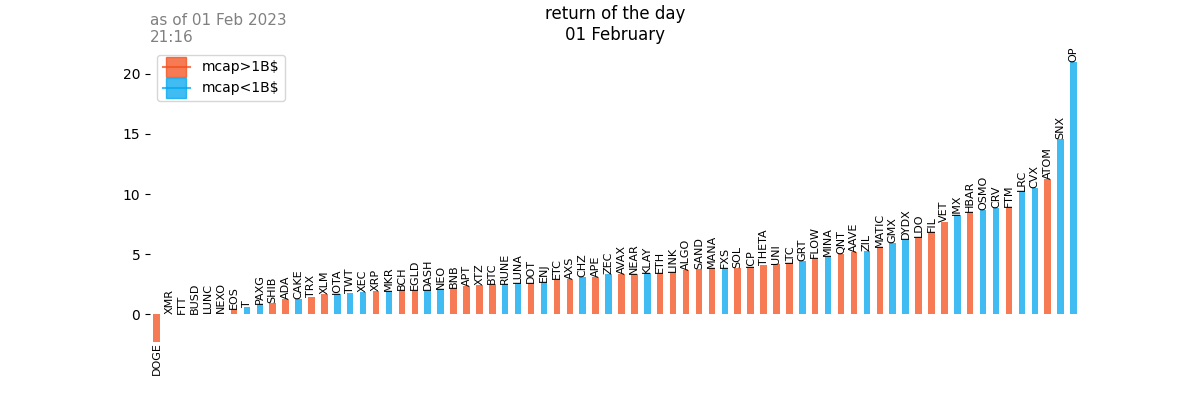 as of 01 Feb 2023
21:16
return of the day
01 February
mcap>1B$
mcap<1B$
20
15
10
5
0
DOGE
XMR
FTT
BUSD
LUNC
NEXO
EOS
T
PAXG
SHIB
ADA
CAKE
TRX
XLM
IOTA
TWT
XEC
XRP
MKR
BCH
EGLD
DASH
NEO
BNB
APT
XTZ
BTC
RUNE
LUNA
DOT
ENJ
ETC
AXS
CHZ
APE
ZEC
AVAX
NEAR
KLAY
ETH
LINK
ALGO
SAND
MANA
FXS
SOL
ICP
THETA
UNI
LTC
GRT
FLOW
MINA
QNT
AAVE
ZIL
MATIC
GMX
DYDX
LDO
FIL
VET
IMX
HBAR
OSMO
CRV
FTM
LRC
CVX
ATOM
SNX
OP